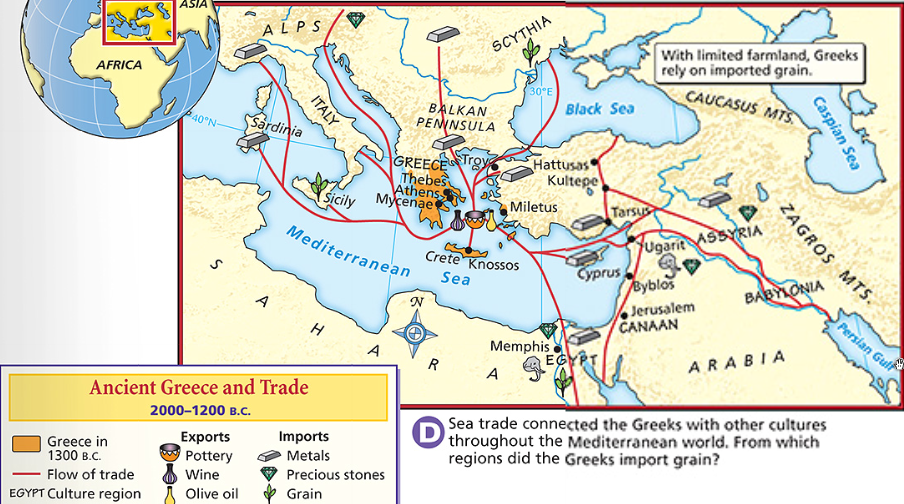 ASIA
AFRICA
ALPS
SCYTHIA
With limited farmland, Greeks
rely on imported grain.
30°E
Black Sea
CAUCASUS MTS.
Caspian Sea
40°N
ITALY
Sardinia
BALKAN
PENINSULA
GREECE
Troy
Hattusas
Kultepe
Thebes
Athens
Mycenae
Sicily
Miletus
Tarsus
ASSYRIA
ZAGROS MTS.
Mediterranean
Sea
Crete
Knossos
Ugarit
Cyprus
Byblos
BABYLONIA
Jerusalem
CANAAN
Persian Gulf
SAHARA
N
Memphis
EGYPT
ARABIA
Ancient Greece and Trade
2000–1200 B.C.
Greece in
1300 B.C.
Flow of trade
EGYPT Culture region
Exports
Pottery
Wine
Olive oil
Imports
Metals
Precious stones
Grain
D Sea trade connected the Greeks with other cultures
throughout the Mediterranean world. From which
regions did the Greeks import grain?